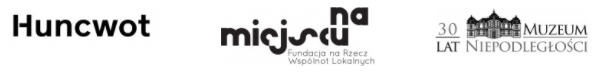 Huncwot
na
miejscu
Fundacja na Rzecz
Wspólnot Lokalnych
30 MUZEUM
LAT NIEPODLEGŁOŚCI